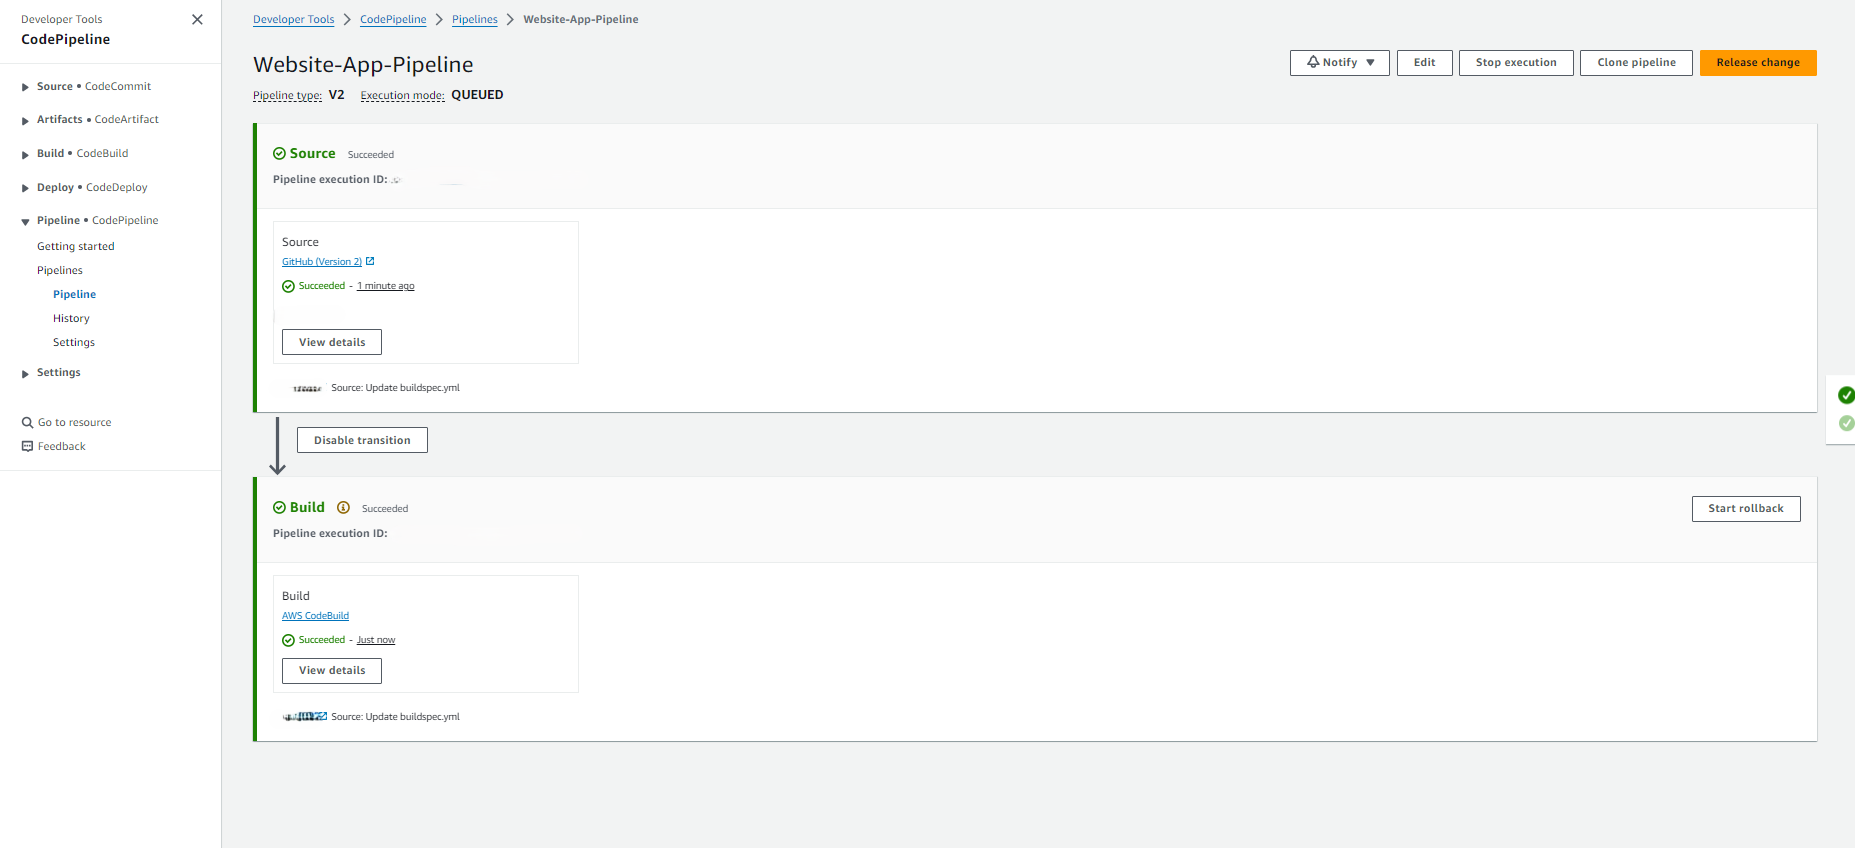 Developer Tools
CodePipeline
Source • CodeCommit
Artifacts • CodeArtifact
Build • CodeBuild
Deploy • CodeDeploy
Pipeline • CodePipeline
Getting started
Pipelines
Pipeline
History
Settings
Settings
Go to resource
Feedback
Developer Tools > CodePipeline > Pipelines > Website-App-Pipeline
Website-App-Pipeline
Notify
Edit
Stop execution
Clone pipeline
Release change
Pipeline type: V2 Execution mode: QUEUED
Source Succeeded
Pipeline execution ID:
Source
GitHub (Version 2)
Succeeded - 1 minute ago
View details
Source: Update buildspec.yml
Disable transition
Build Succeeded
Start rollback
Pipeline execution ID:
Build
AWS CodeBuild
Succeeded - Just now
View details
Source: Update buildspec.yml